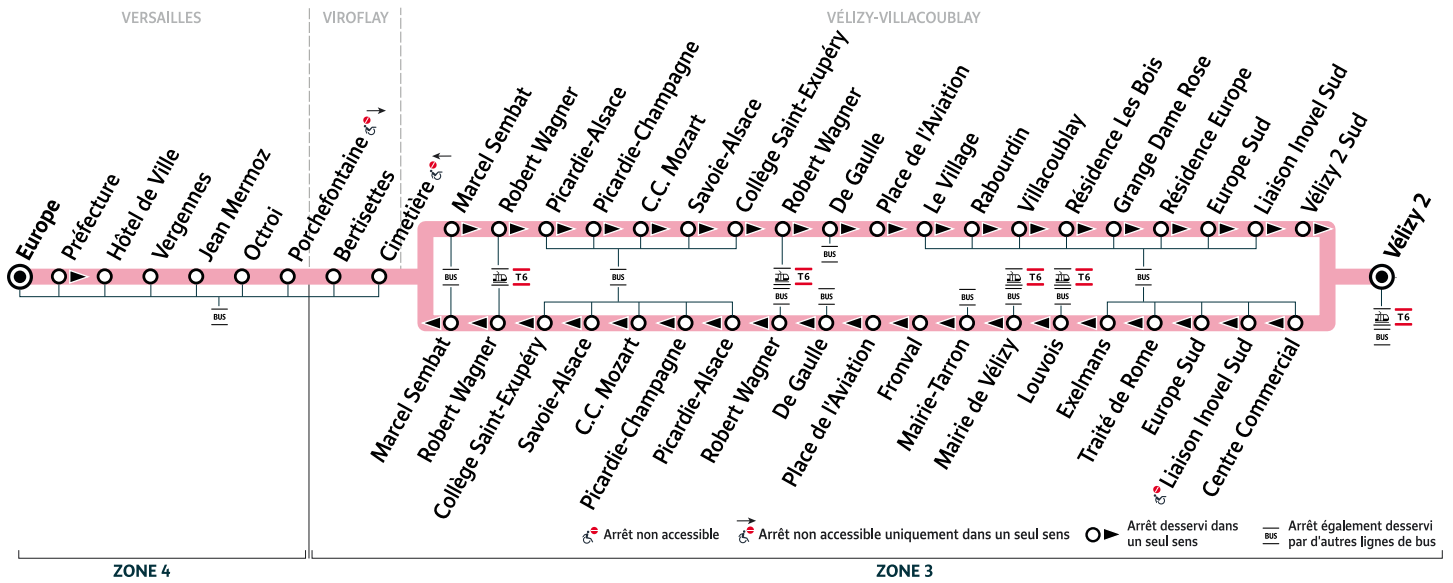 VERSAILLES
VIROFLAY
VÉLIZY-VILLACOUBLAY
Europe
Préfecture
Hôtel de Ville
Vergennes
Jean Mermoz
Octroi
Porchefontaine
Bertisettes
Cimetière
Marcel Sembat
Robert Wagner
Picardie-Alsace
Picardie-Champagne
C.C. Mozart
Savoie-Alsace
Collège Saint-Exupéry
Robert Wagner
De Gaulle
Place de l'Aviation
Le Village
Rabourdin
Villacoublay
Résidence Les Bois
Grange Dame Rose
Résidence Europe
Europe Sud
Liaison Inovel Sud
Vélizy 2 Sud
Vélizy 2
BUS
BUS
T6
BUS
T6
BUS
BUS
BUS
BUS
T6
BUS
T6
BUS
BUS
BUS
T6
BUS
Marcel Sembat
Robert Wagner
Collège Saint-Exupéry
Savoie-Alsace
C.C. Mozart
Picardie-Champagne
Picardie-Alsace
Robert Wagner
De Gaulle
Place de l'Aviation
Fronval
Mairie-Tarron
Mairie de Vélizy
Louvois
Exelmans
Traité de Rome
Europe Sud
Liaison Inovel Sud
Centre Commercial
Arrêt non accessible
Arrêt non accessible uniquement dans un seul sens
Arrêt desservi dans
un seul sens
BUS
Arrêt également desservi
par d'autres lignes de bus
ZONE 4
ZONE 3